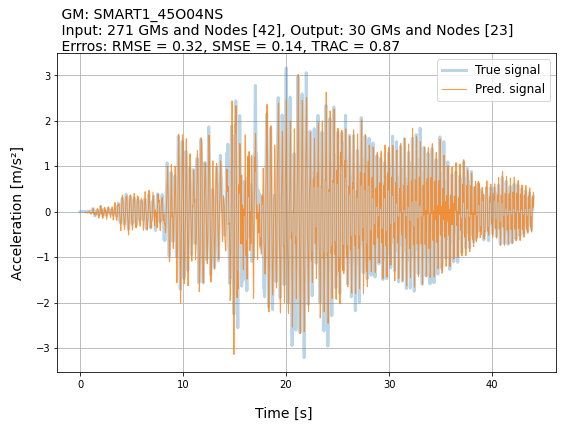 GM: SMART1_45O04NS
Input: 271 GMs and Nodes [42], Output: 30 GMs and Nodes [23]
Erros: RMSE = 0.32, SMSE = 0.14, TRAC = 0.87
True signal
Pred. signal
3
2
1
0
−1
−2
−3
Acceleration [m/s²]
0
10
20
30
40
Time [s]